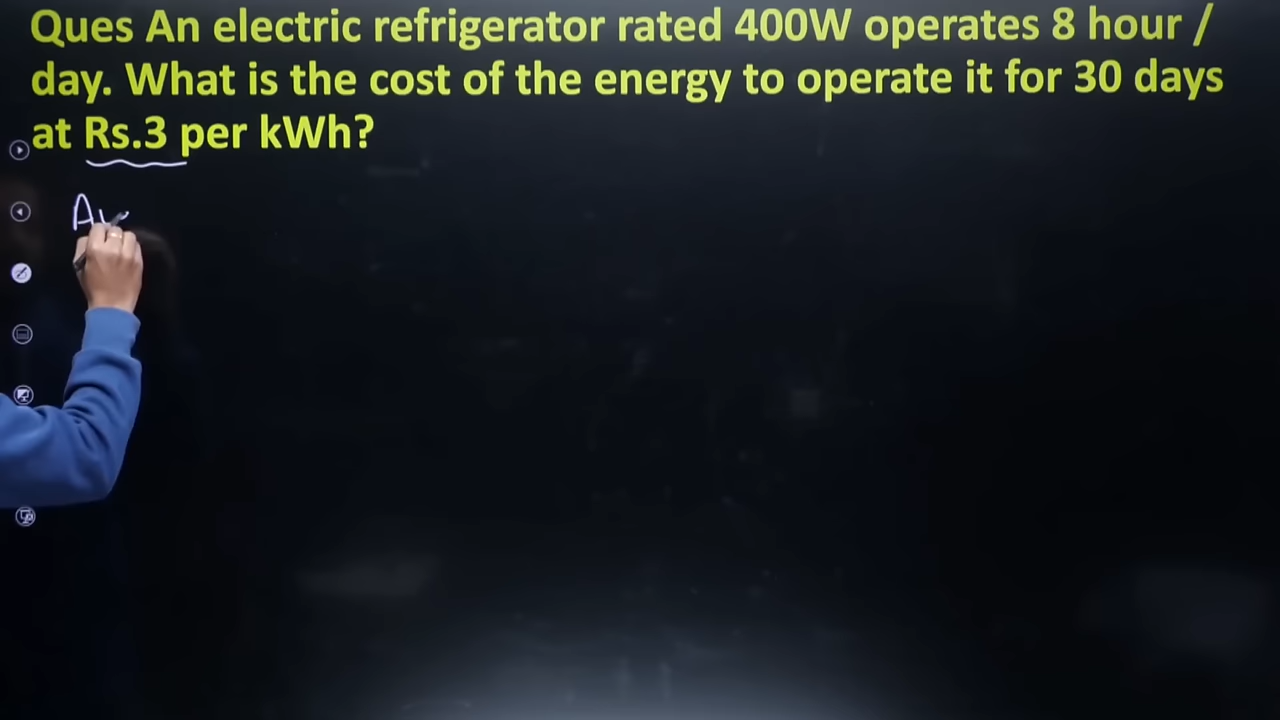 Ques An electric refrigerator rated 400W operates 8 hour /
day. What is the cost of the energy to operate it for 30 days
at Rs.3 per kWh?